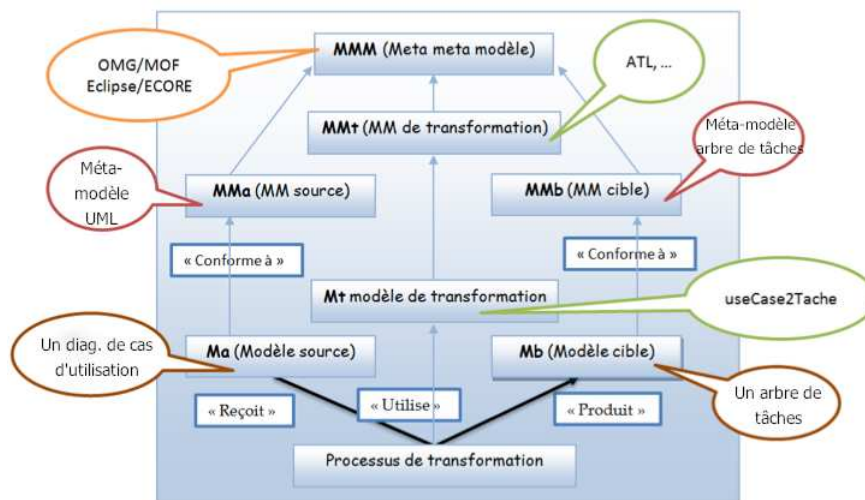 MMM (Meta meta modèle)
OMG/MOF
Eclipse/ECORE
ATL, ...
MMt (MM de transformation)
Méta-modèle
arbre de tâches
Méta-
modèle
UML
MMa (MM source)
MMb (MM cible)
« Conforme à »
« Conforme à »
Mt modèle de transformation
useCase2Tache
Un diag. de cas
d'utilisation
Ma (Modèle source)
Mb (Modèle cible)
Un arbre de
tâches
« Reçoit »
« Utilise »
« Produit »
Processus de transformation